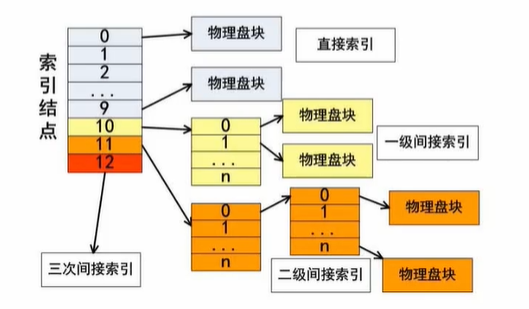 索引结点
0
1
2
...
9
10
11
12
物理盘块
直接索引
物理盘块
0
1
...
n
物理盘块
物理盘块
一级间接索引
0
1
...
n
0
1
...
n
物理盘块
物理盘块
二级间接索引
三次间接索引